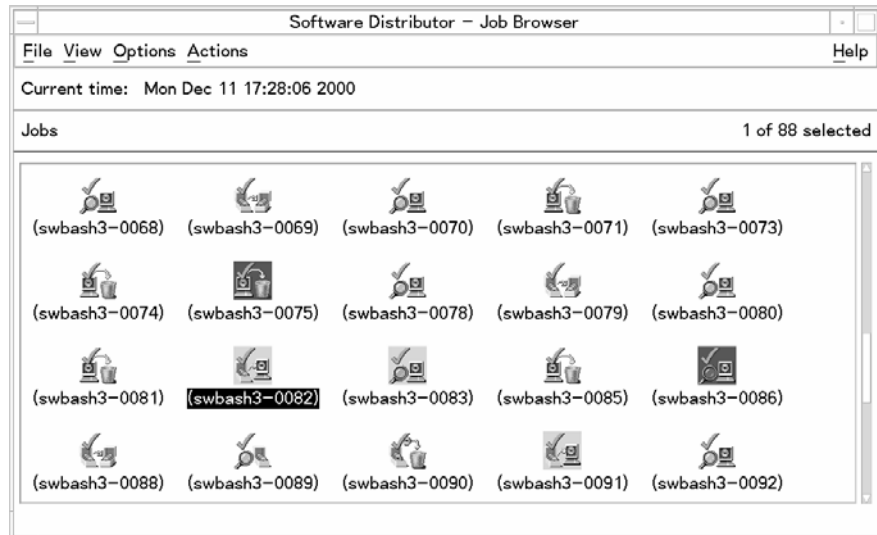 Software Distributor - Job Browser
File View Options Actions Help
Current time: Mon Dec 11 17:28:06 2000
Jobs 1 of 88 selected
(swbash3-0068) (swbash3-0069) (swbash3-0070) (swbash3-0071) (swbash3-0073)
(swbash3-0074) (swbash3-0075) (swbash3-0078) (swbash3-0079) (swbash3-0080)
(swbash3-0081) (swbash3-0082) (swbash3-0083) (swbash3-0085) (swbash3-0086)
(swbash3-0088) (swbash3-0089) (swbash3-0090) (swbash3-0091) (swbash3-0092)